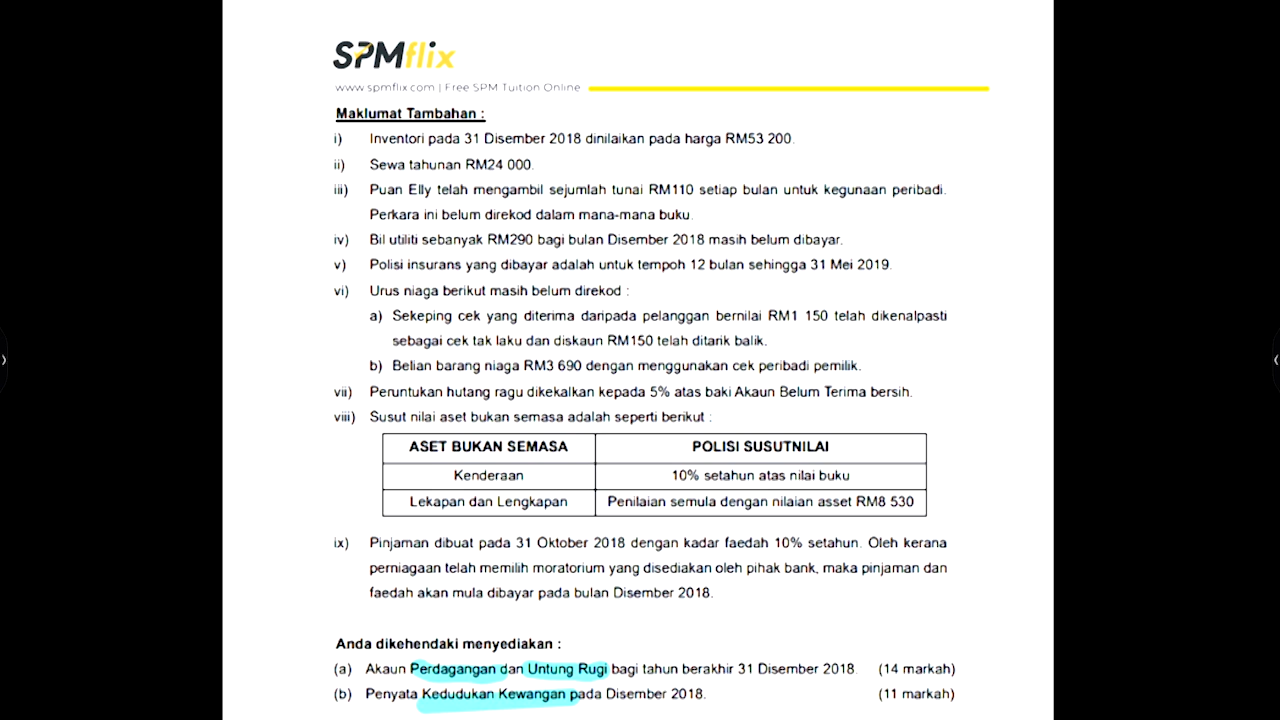 SPMflix
www.spmflix.com | Free SPM Tuition Online
Maklumat Tambahan :
i) Inventori pada 31 Disember 2018 dinilaikan pada harga RM53 200.
ii) Sewa tahunan RM24 000.
iii) Puan Elly telah mengambil sejumlah tunai RM110 setiap bulan untuk kegunaan peribadi.
Perkara ini belum direkod dalam mana-mana buku.
iv) Bil utiliti sebanyak RM290 bagi bulan Disember 2018 masih belum dibayar.
v) Polisi insurans yang dibayar adalah untuk tempoh 12 bulan sehingga 31 Mei 2019.
vi) Urus niaga berikut masih belum direkod :
a) Sekeping cek yang diterima daripada pelanggan bernilai RM1 150 telah dikenalpasti
sebagai cek tak laku dan diskaun RM150 telah ditarik balik.
b) Belian barang niaga RM3 690 dengan menggunakan cek peribadi pemilik.
vii) Peruntukan hutang ragu dikekalkan kepada 5% atas baki Akaun Belum Terima bersih.
viii) Susut nilai aset bukan semasa adalah seperti berikut :
ASET BUKAN SEMASA POLISI SUSUTNILAI
Kenderaan 10% setahun atas nilai buku
Lekapan dan Lengkapan Penilaian semula dengan nilaian asset RM8 530
ix) Pinjaman dibuat pada 31 Oktober 2018 dengan kadar faedah 10% setahun. Oleh kerana
perniagaan telah memilih moratorium yang disediakan oleh pihak bank, maka pinjaman dan
faedah akan mula dibayar pada bulan Disember 2018.
Anda dikehendaki menyediakan :
(a) Akaun Perdagangan dan Untung Rugi bagi tahun berakhir 31 Disember 2018. (14 markah)
(b) Penyata Kedudukan Kewangan pada Disember 2018. (11 markah)